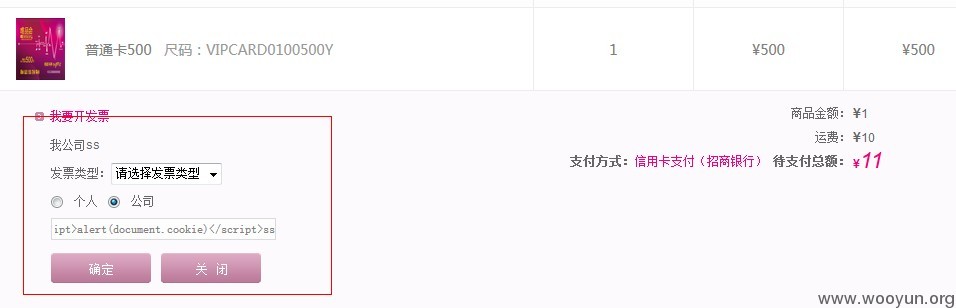 普通卡500 尺码：VIPCARD0100500Y 1 ¥500 ¥500
我要开发票
我公司ss
发票类型： 请选择发票类型
个人 公司
ipt>alert(document.cookie)</script>ss
确定 关 闭
商品金额：¥1
运费：¥10
支付方式：信用卡支付（招商银行） 待支付总额：¥11
www.wooyun.org